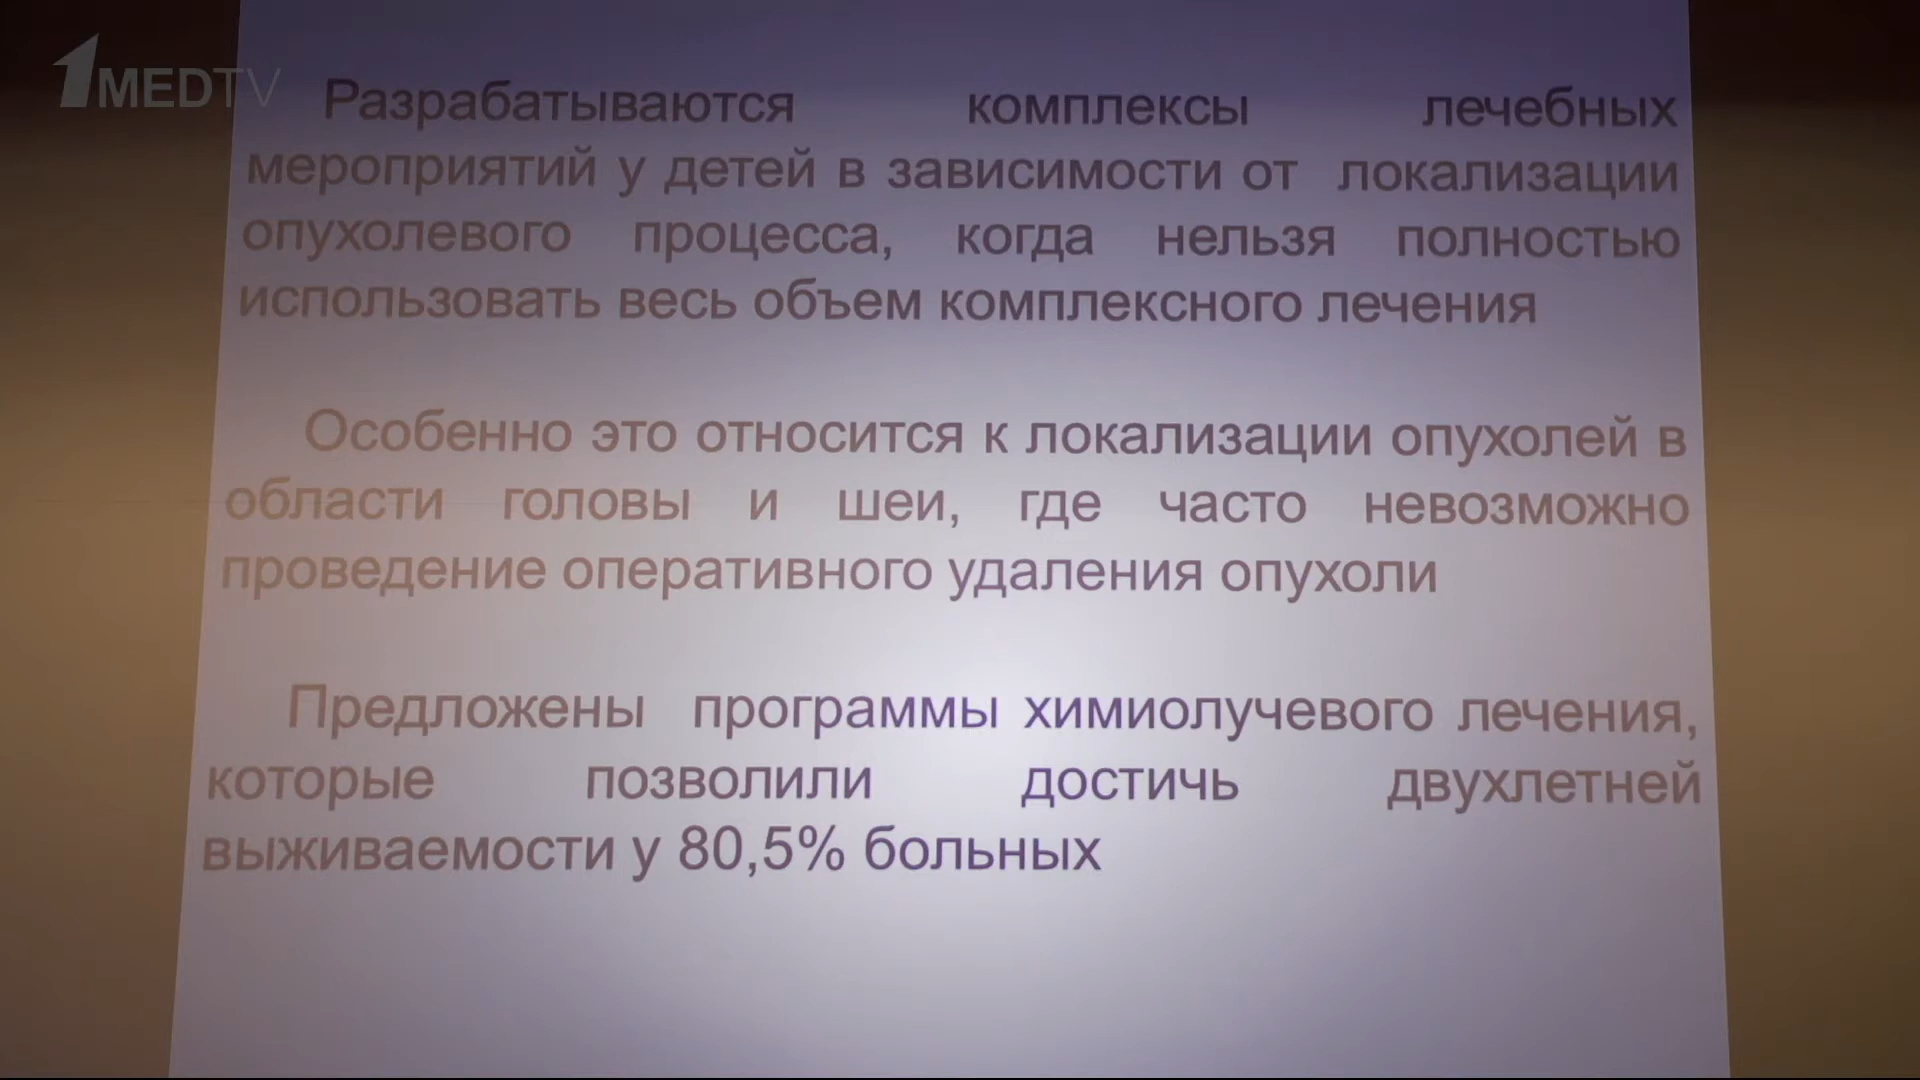 1MEDTV
Разрабатываются комплексы лечебных
мероприятий у детей в зависимости от локализации
опухолевого процесса, когда нельзя полностью
использовать весь объем комплексного лечения
Особенно это относится к локализации опухолей в
области головы и шеи, где часто невозможно
проведение оперативного удаления опухоли
Предложены программы химиолучевого лечения,
которые позволили достичь двухлетней
выживаемости у 80,5% больных